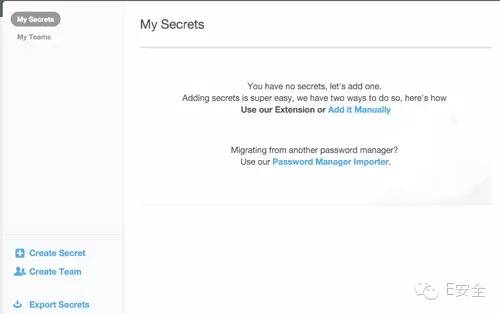 My Secrets
My Teams
My Secrets
You have no secrets, let's add one.
Adding secrets is super easy, we have two ways to do so, here's how
Use our Extension or Add it Manually
Migrating from another password manager?
Use our Password Manager Importer.
Create Secret
Create Team
Export Secrets
E安全